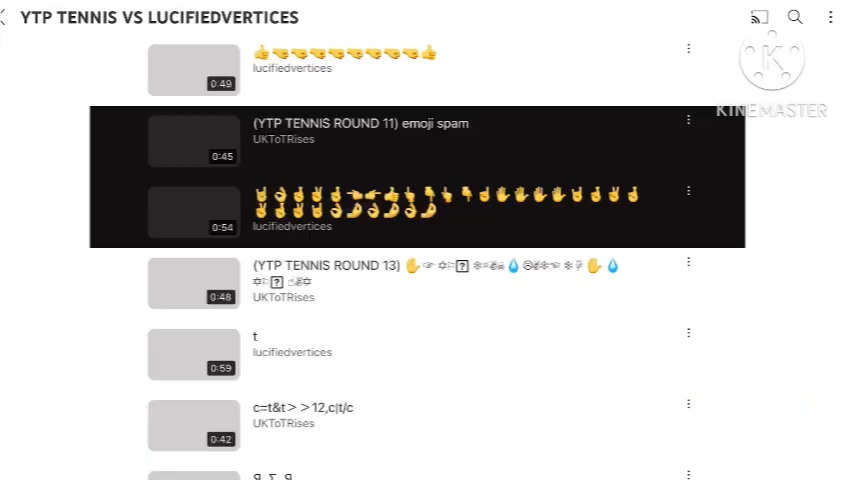 YTP TENNIS VS LUCIFIEDVERTICES
K
KINEMASTER
👍🤜🤜🤜🤜🤜🤜🤜🤜👍
lucifiedvertices
0:49
(YTP TENNIS ROUND 11) emoji spam
UKToTRises
0:45
lucifiedvertices
0:54
(YTP TENNIS ROUND 13)
UKToTRises
0:48
t
lucifiedvertices
0:59
c=t&t>>12,c|t/c
UKToTRises
0:42